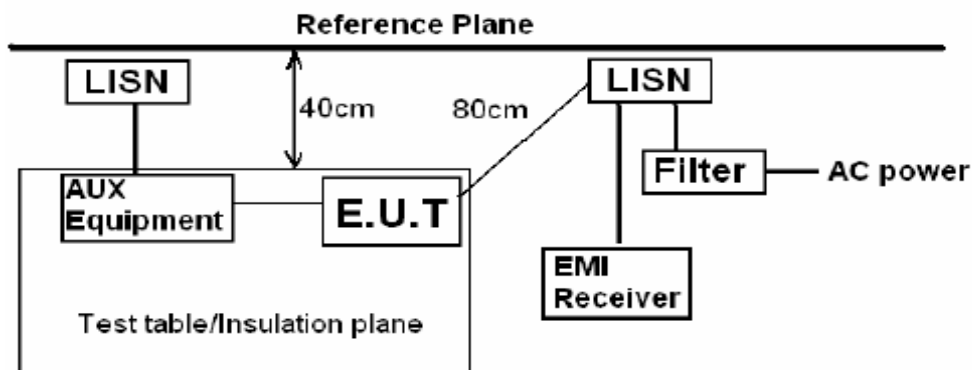 Reference Plane
LISN
40cm
80cm
LISN
Filter
AC power
AUX
Equipment
E.U.T
EMI
Receiver
Test table/Insulation plane